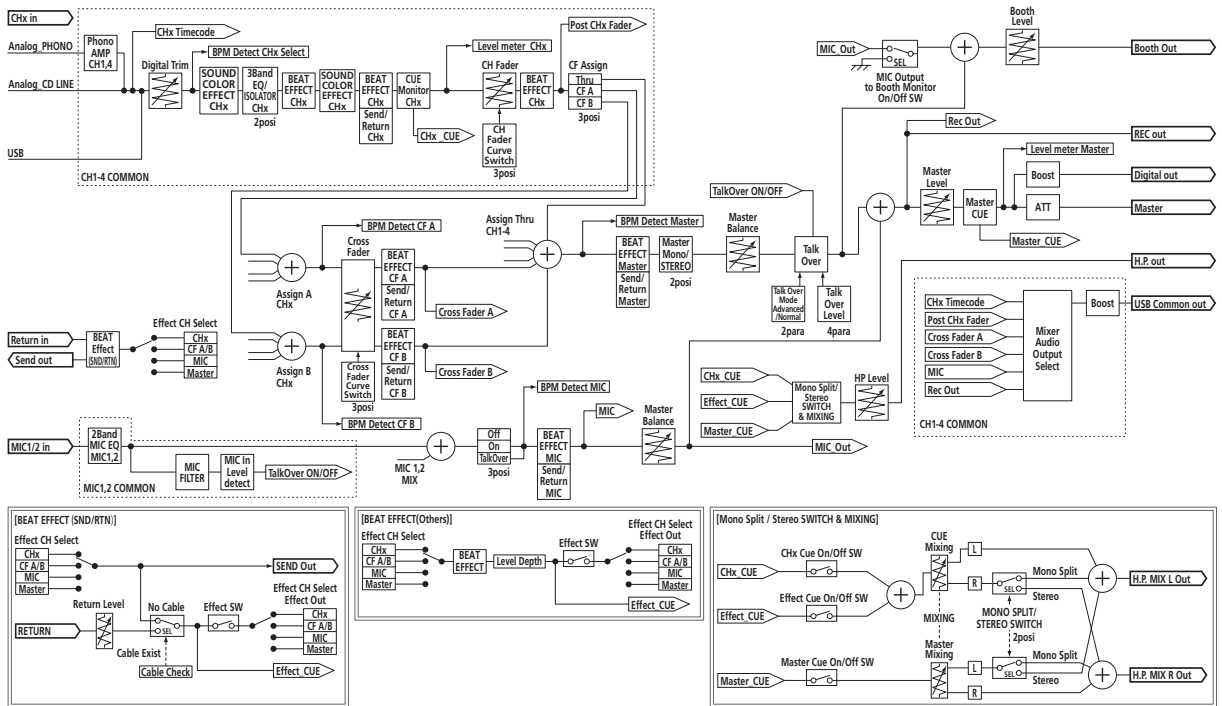 CHx in
Analog_PHONO
Phono
AMP
CH1,4
CHx Timecode
BPM Detect CHx Select
Analog_CD LINE
Digital Trim
SOUND
COLOR
EFFECT
CHx
3Band
EQ/
ISOLATOR
CHx
2posi
BEAT
EFFECT
CHx
SOUND
COLOR
EFFECT
CHx
BEAT
EFFECT
CHx
Send/
Return
CHx
CUE
Monitor
CHx
Level meter_CHx
CHx_CUE
CH Fader
CH
Fader
Curve
Switch
3posi
BEAT
EFFECT
CHx
Post CHx Fader
CF Assign
Thru
CF A
CF B
3posi
USB
CH1-4 COMMON
MIC_Out
SEL
MIC Output
to Booth Monitor
On/Off SW
Booth
Level
Booth Out
Rec Out
REC out
Level meter Master
Master
Level
Master
CUE
Boost
Digital out
ATT
Master
Master_CUE
H.P. out
BPM Detect CF A
Assign A
CHx
Cross
Fader
BEAT
EFFECT
CF A
Send/
Return
CF A
Cross Fader A
Assign Thru
CH1-4
BPM Detect Master
BEAT
EFFECT
Master
Send/
Return
Master
Master
Mono/
STEREO
2posi
Master
Balance
TalkOver ON/OFF
Talk
Over
Talk Over
Mode
Advanced
/Normal
2para
Talk
Over
Level
4para
CHx Timecode
Post CHx Fader
Cross Fader A
Cross Fader B
MIC
Rec Out
Mixer
Audio
Output
Select
Boost
USB Common out
CH1-4 COMMON
Return in
Send out
BEAT
Effect
(SND/RTN)
Effect CH Select
CHx
CF A/B
MIC
Master
Assign B
CHx
Cross
Fader
Curve
Switch
3posi
BEAT
EFFECT
CF B
Send/
Return
CF B
Cross Fader B
BPM Detect CF B
CHx_CUE
Effect_CUE
Master_CUE
Mono Split/
Stereo
SWITCH
& MIXING
HP Level
MIC1/2 in
2Band
MIC EQ
MIC1,2
MIC
FILTER
MIC In
Level
detect
TalkOver ON/OFF
MIC1,2 COMMON
MIC 1,2
MIX
Off
On
TalkOver
3posi
BPM Detect MIC
BEAT
EFFECT
MIC
Send/
Return
MIC
MIC
Master
Balance
MIC_Out
[BEAT EFFECT (SND/RTN)]
Effect CH Select
CHx
CF A/B
MIC
Master
SEND Out
RETURN
Return Level
No Cable
SEL
Cable Exist
Cable Check
Effect SW
Effect CH Select
Effect Out
CHx
CF A/B
MIC
Master
Effect_CUE
[BEAT EFFECT(Others)]
Effect CH Select
CHx
CF A/B
MIC
Master
BEAT
EFFECT
Level Depth
Effect SW
Effect CH Select
Effect Out
CHx
CF A/B
MIC
Master
Effect_CUE
[Mono Split / Stereo SWITCH & MIXING]
CHx_CUE
CHx Cue On/Off SW
Effect_CUE
Effect Cue On/Off SW
Master_CUE
Master Cue On/Off SW
CUE
Mixing
MIXING
Master
Mixing
L
R
L
R
SEL
Mono Split
Stereo
MONO SPLIT/
STEREO SWITCH
2posi
SEL
Mono Split
Stereo
H.P. MIX L Out
H.P. MIX R Out